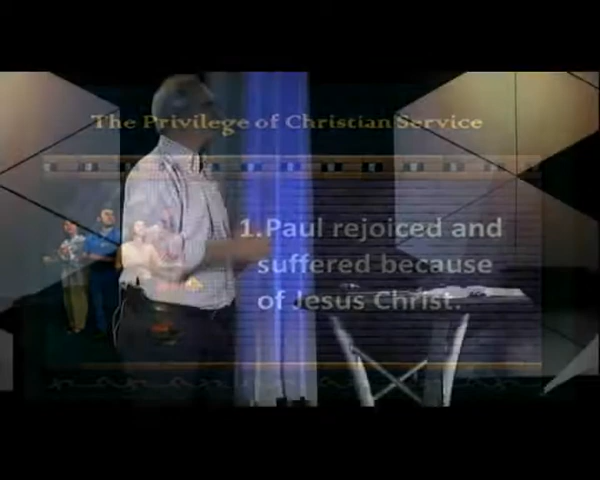 The Privilege of Christian Service
1.Paul rejoiced and
suffered because
of Jesus Christ.